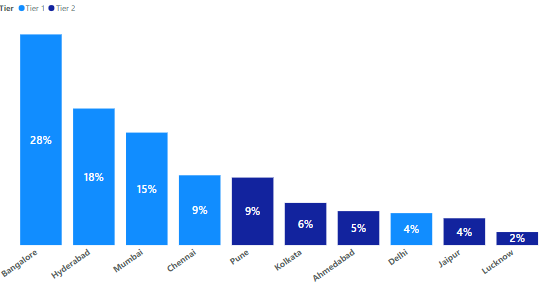 Tier Tier 1 Tier 2
28%
18%
15%
9%
9%
6%
5%
4%
4%
2%
Bangalore
Hyderabad
Mumbai
Chennai
Pune
Kolkata
Ahmedabad
Delhi
Jaipur
Lucknow